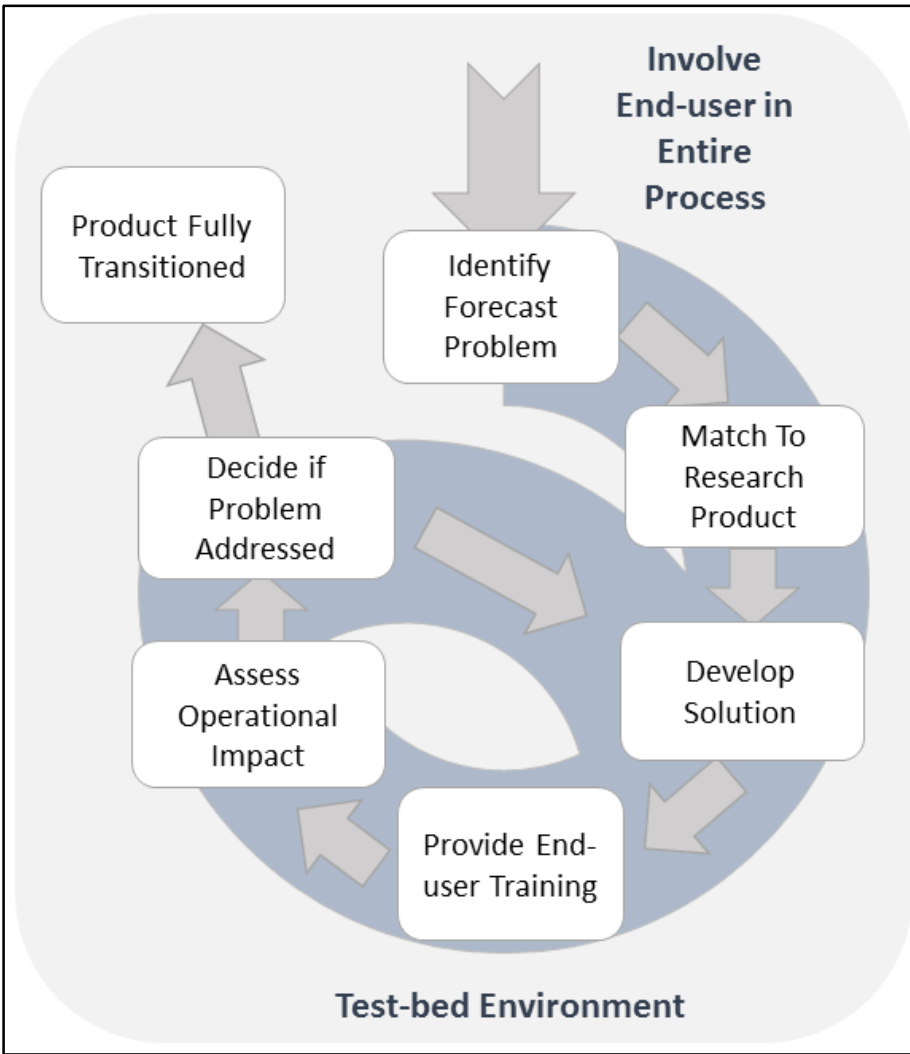 Involve
End-user in
Entire
Process
Identify
Forecast
Problem
Match To
Research
Product
Develop
Solution
Provide End-
user Training
Assess
Operational
Impact
Decide if
Problem
Addressed
Product Fully
Transitioned
Test-bed Environment